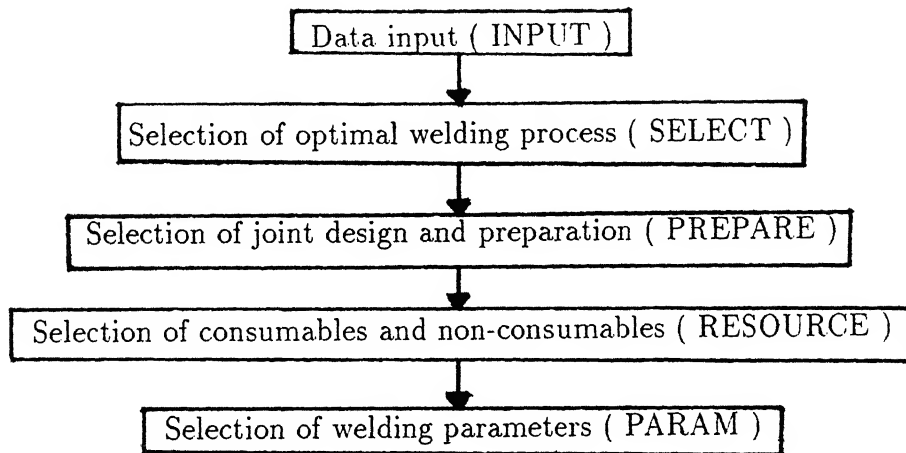 Data input ( INPUT )
Selection of optimal welding process ( SELECT )
Selection of joint design and preparation ( PREPARE )
Selection of consumables and non-consumables ( RESOURCE )
Selection of welding parameters ( PARAM )